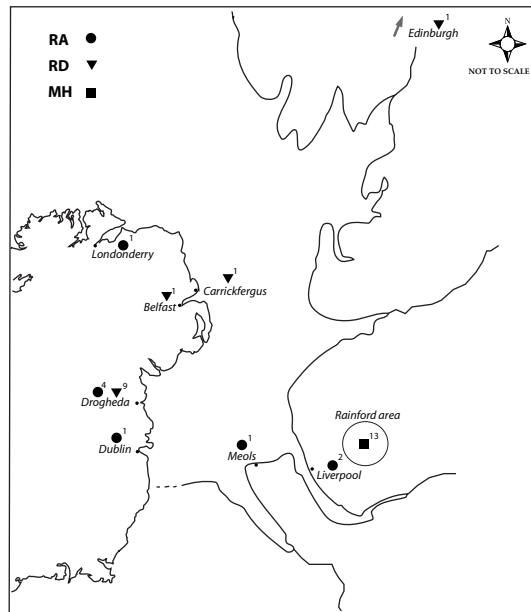 RA
RD
MH
1
Edinburgh
N
NOT TO SCALE
1
Londonderry
1
Carrickfergus
1
Belfast
4
9
Drogheda
1
Dublin
1
Meols
Rainford area
13
2
Liverpool